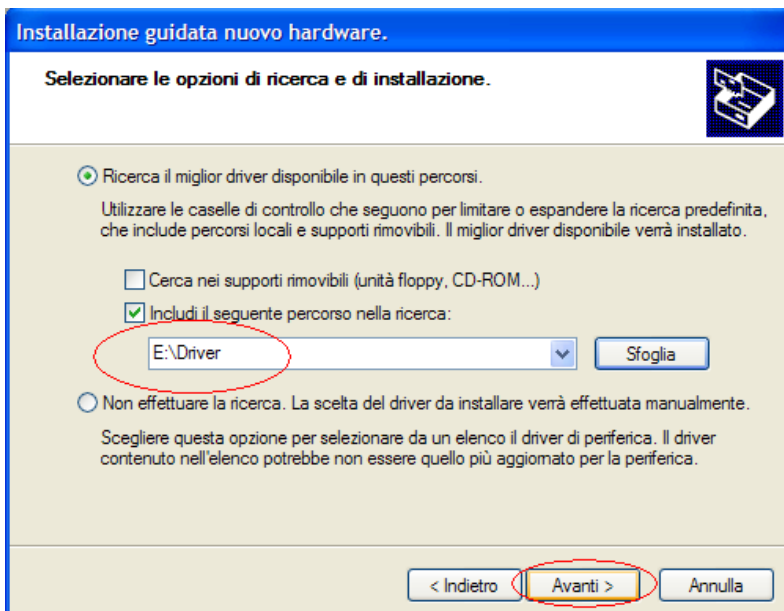 Installazione guidata nuovo hardware.
Selezionare le opzioni di ricerca e di installazione.
Ricerca il miglior driver disponibile in questi percorsi.
Utilizzare le caselle di controllo che seguono per limitare o espandere la ricerca predefinita,
che include percorsi locali e supporti rimovibili. Il miglior driver disponibile verrà installato.
Cerca nei supporti rimovibili (unità floppy, CD-ROM...)
Includi il seguente percorso nella ricerca:
E:\Driver
Sfoglia
Non effettuare la ricerca. La scelta del driver da installare verrà effettuata manualmente.
Scegliere questa opzione per selezionare da un elenco il driver di periferica. Il driver
contenuto nell'elenco potrebbe non essere quello più aggiornato per la periferica.
< Indietro
Avanti >
Annulla